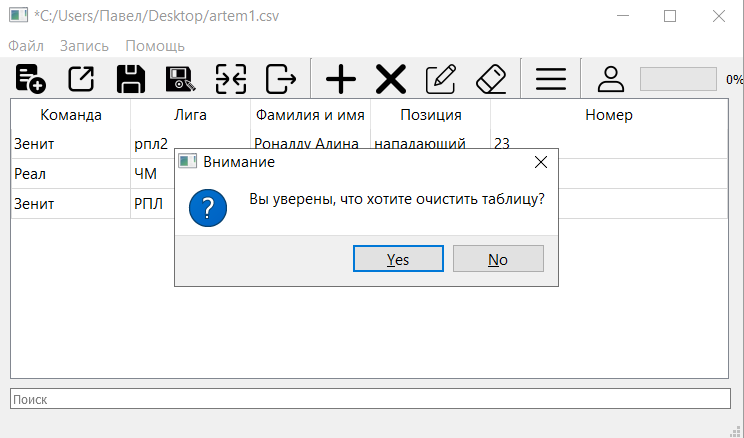 *C:/Users/Павел/Desktop/artem1.csv
Файл Запись Помощь
0%
Команда Лига Фамилия и имя Позиция Номер
Зенит рпл2 Роналду Алина нападающий 23
Реал ЧМ
Зенит РПЛ
Внимание
?
Вы уверены, что хотите очистить таблицу?
Yes No
Поиск